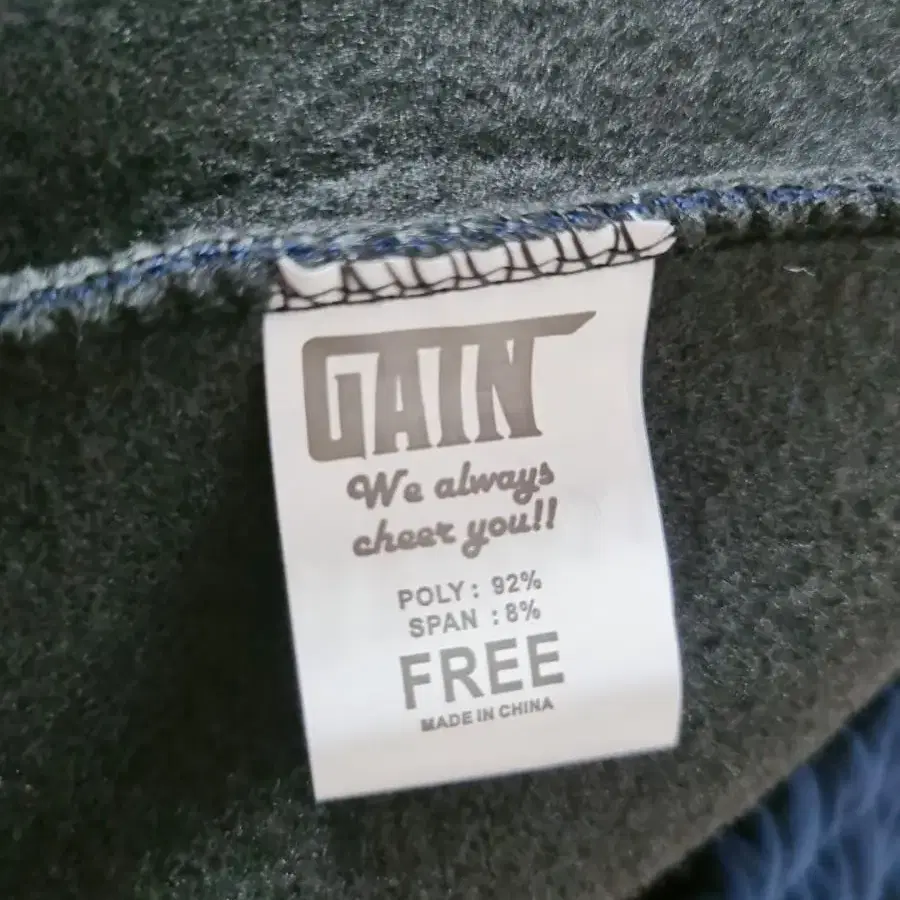 GAIN
We always
cheer you!!
POLY : 92%
SPAN : 8%
FREE
MADE IN CHINA